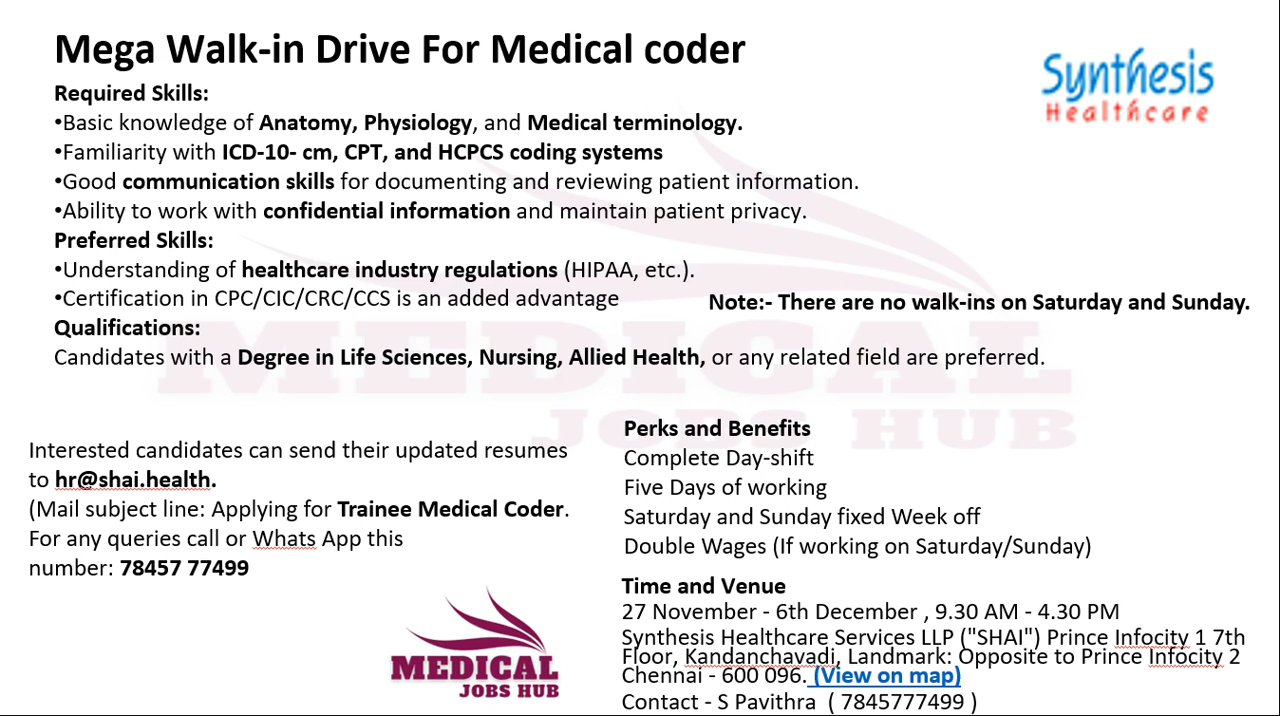 Mega Walk-in Drive For Medical coder
Synthesis
Healthcare
Required Skills:
•Basic knowledge of Anatomy, Physiology, and Medical terminology.
•Familiarity with ICD-10- cm, CPT, and HCPCS coding systems
•Good communication skills for documenting and reviewing patient information.
•Ability to work with confidential information and maintain patient privacy.
Preferred Skills:
•Understanding of healthcare industry regulations (HIPAA, etc.).
•Certification in CPC/CIC/CRC/CCS is an added advantage
Note:- There are no walk-ins on Saturday and Sunday.
Qualifications:
Candidates with a Degree in Life Sciences, Nursing, Allied Health, or any related field are preferred.
MEDICAL
JOBS HUB
Interested candidates can send their updated resumes
to hr@shai.health.
(Mail subject line: Applying for Trainee Medical Coder.
For any queries call or Whats App this
number: 78457 77499
MEDICAL
JOBS HUB
Perks and Benefits
Complete Day-shift
Five Days of working
Saturday and Sunday fixed Week off
Double Wages (If working on Saturday/Sunday)
Time and Venue
27 November - 6th December , 9.30 AM - 4.30 PM
Synthesis Healthcare Services LLP ("SHAI") Prince Infocity 1 7th
Floor, Kandanchavadi, Landmark: Opposite to Prince Infocity 2
Chennai - 600 096. (View on map)
Contact - S Pavithra ( 7845777499 )